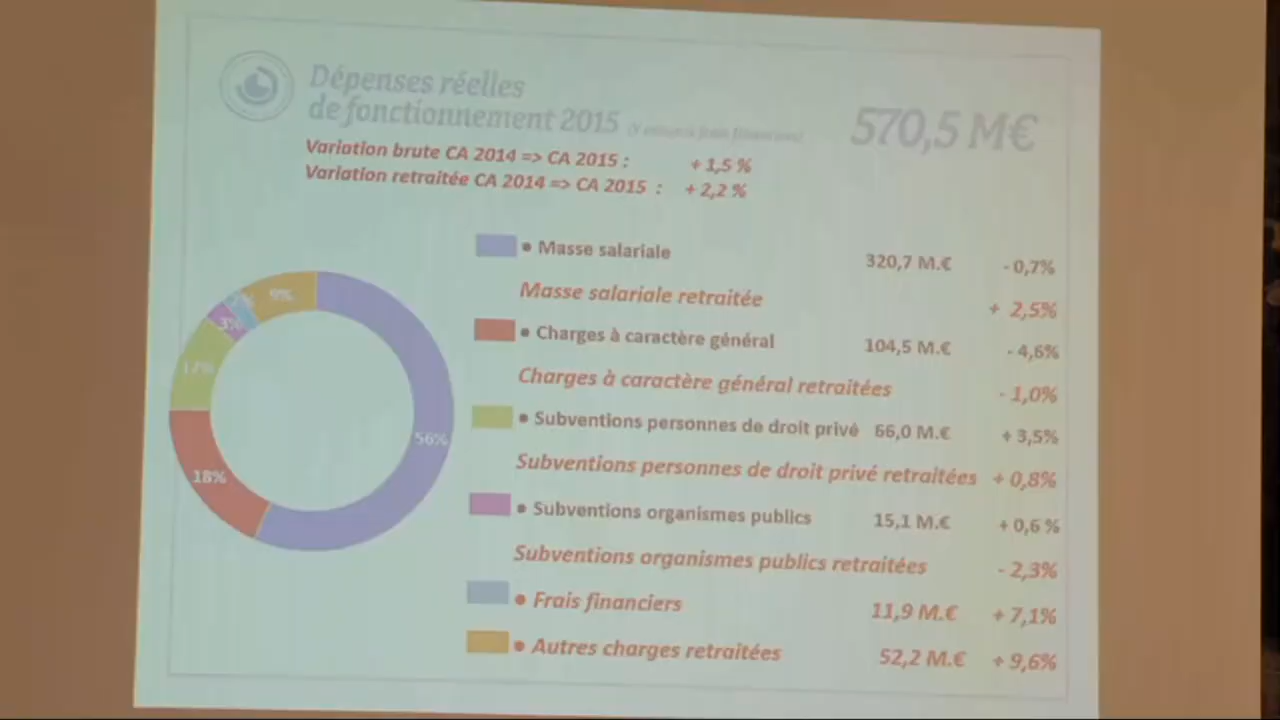 Dépenses réelles
de fonctionnement 2015
570,5 M€
Variation brute CA 2014 => CA 2015 : + 1,5 %
Variation retraitée CA 2014 => CA 2015 : + 2,2 %
• Masse salariale 320,7 M.€ - 0,7%
Masse salariale retraitée + 2,5%
• Charges à caractère général 104,5 M.€ - 4,6%
Charges à caractère général retraitées - 1,0%
• Subventions personnes de droit privé 66,0 M.€ + 3,5%
Subventions personnes de droit privé retraitées + 0,8%
• Subventions organismes publics 15,1 M.€ + 0,6 %
Subventions organismes publics retraitées - 2,3%
• Frais financiers 11,9 M.€ + 7,1%
• Autres charges retraitées 52,2 M.€ + 9,6%
9%
3%
17%
56%
18%